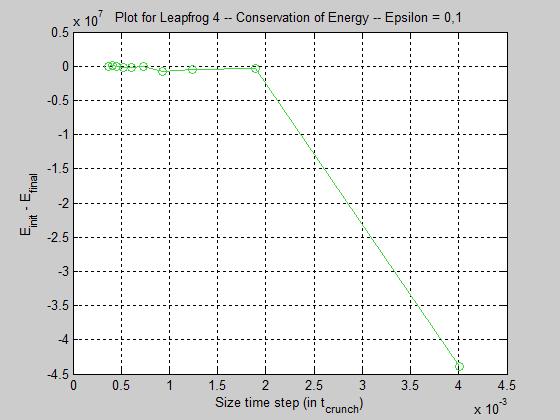 x 10^7
Plot for Leapfrog 4 -- Conservation of Energy -- Epsilon = 0,1
0.5
0
-0.5
-1
-1.5
-2
-2.5
-3
-3.5
-4
-4.5
E_init - E_final
0 0.5 1 1.5 2 2.5 3 3.5 4 4.5
x 10^-3
Size time step (in t_crunch)